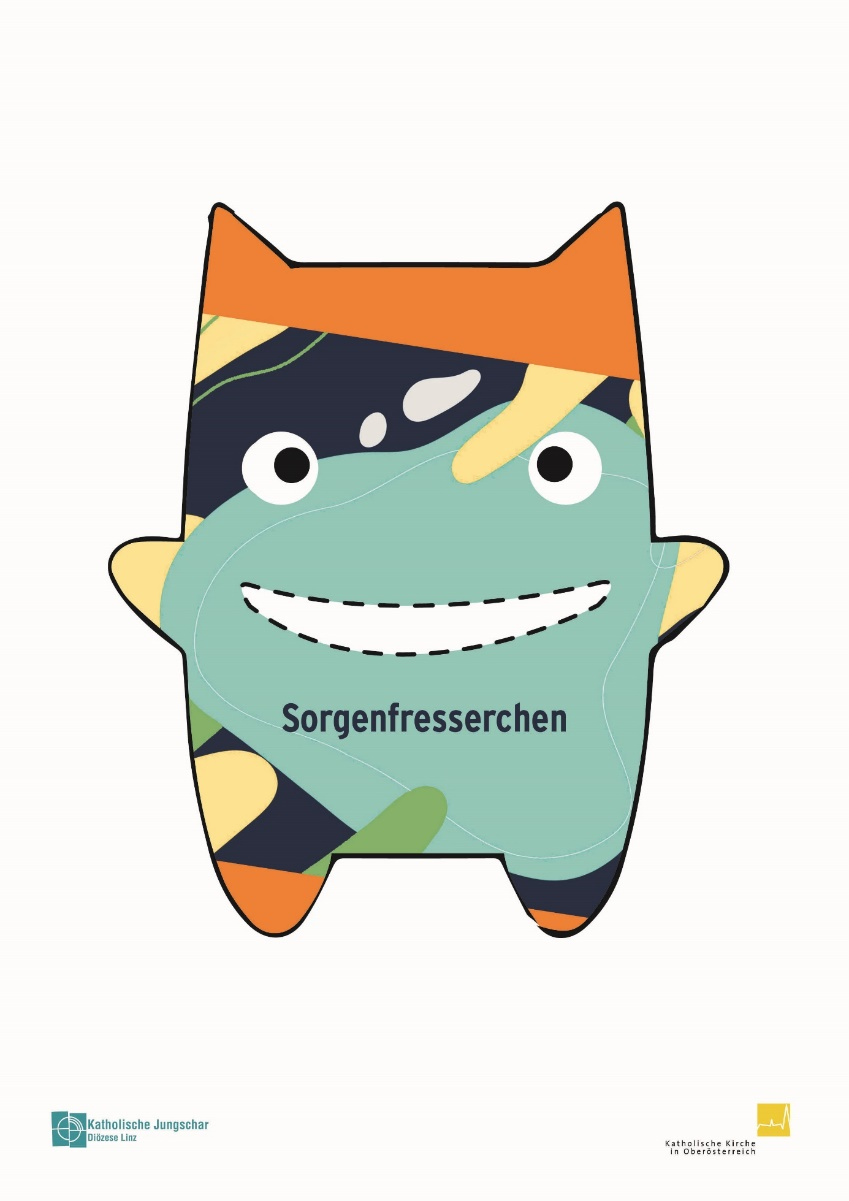 Sorgenfresserchen
Katholische Jungschar
Diözese Linz
Katholische Kirche
in Oberösterreich